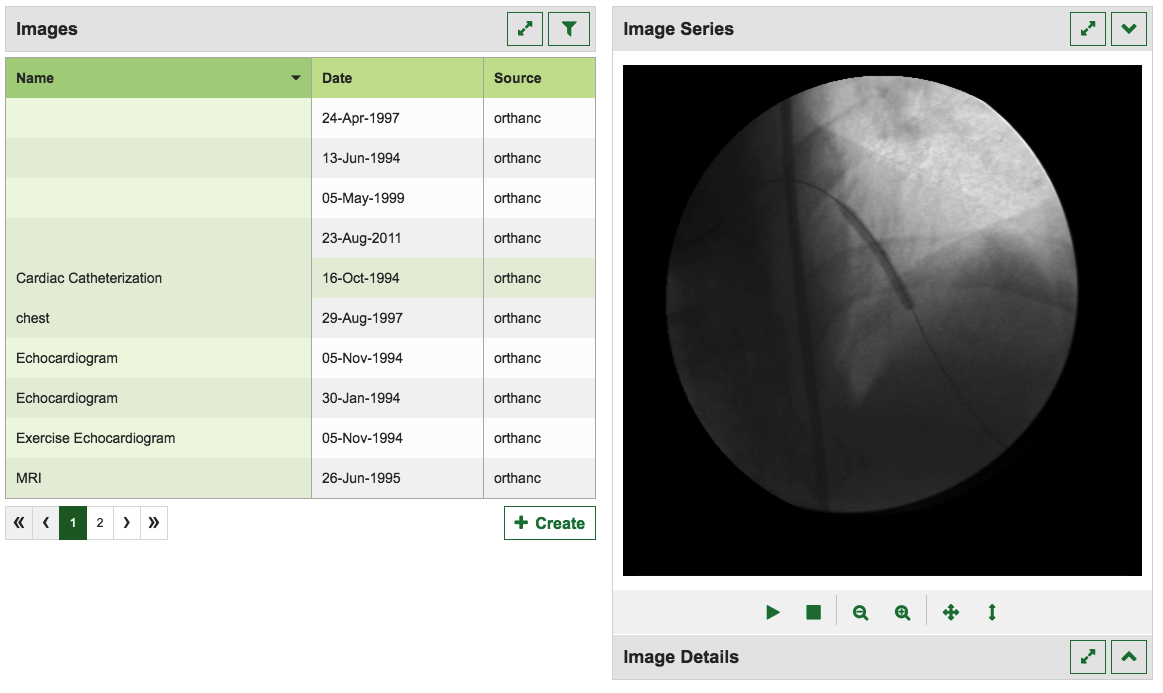 Images
Name Date Source
24-Apr-1997 orthanc
13-Jun-1994 orthanc
05-May-1999 orthanc
23-Aug-2011 orthanc
Cardiac Catheterization 16-Oct-1994 orthanc
chest 29-Aug-1997 orthanc
Echocardiogram 05-Nov-1994 orthanc
Echocardiogram 30-Jan-1994 orthanc
Exercise Echocardiogram 05-Nov-1994 orthanc
MRI 26-Jun-1995 orthanc
« ‹ 1 2 › »
+ Create
Image Series
Image Details